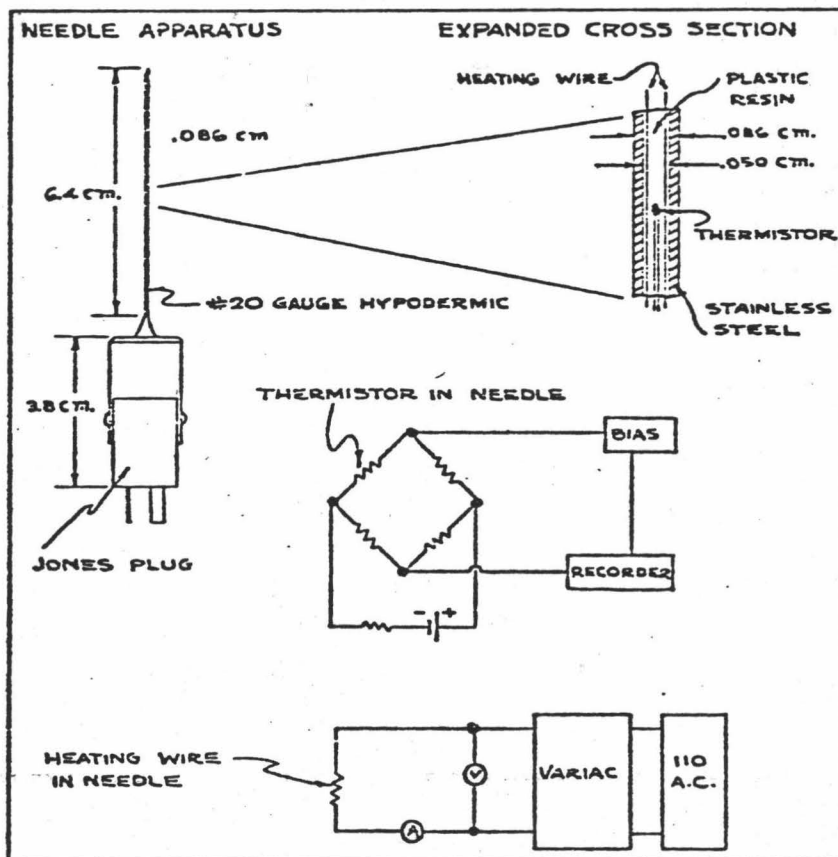 NEEDLE APPARATUS
EXPANDED CROSS SECTION
HEATING WIRE
PLASTIC
RESIN
.086 cm
.086 cm.
.050 cm.
6.4 cm.
THERMISTOR
#20 GAUGE HYPODERMIC
STAINLESS
STEEL
3.8 cm.
THERMISTOR IN NEEDLE
BIAS
JONES PLUG
RECORDER
- +
HEATING WIRE
IN NEEDLE
V
A
VARIAC
110
A.C.